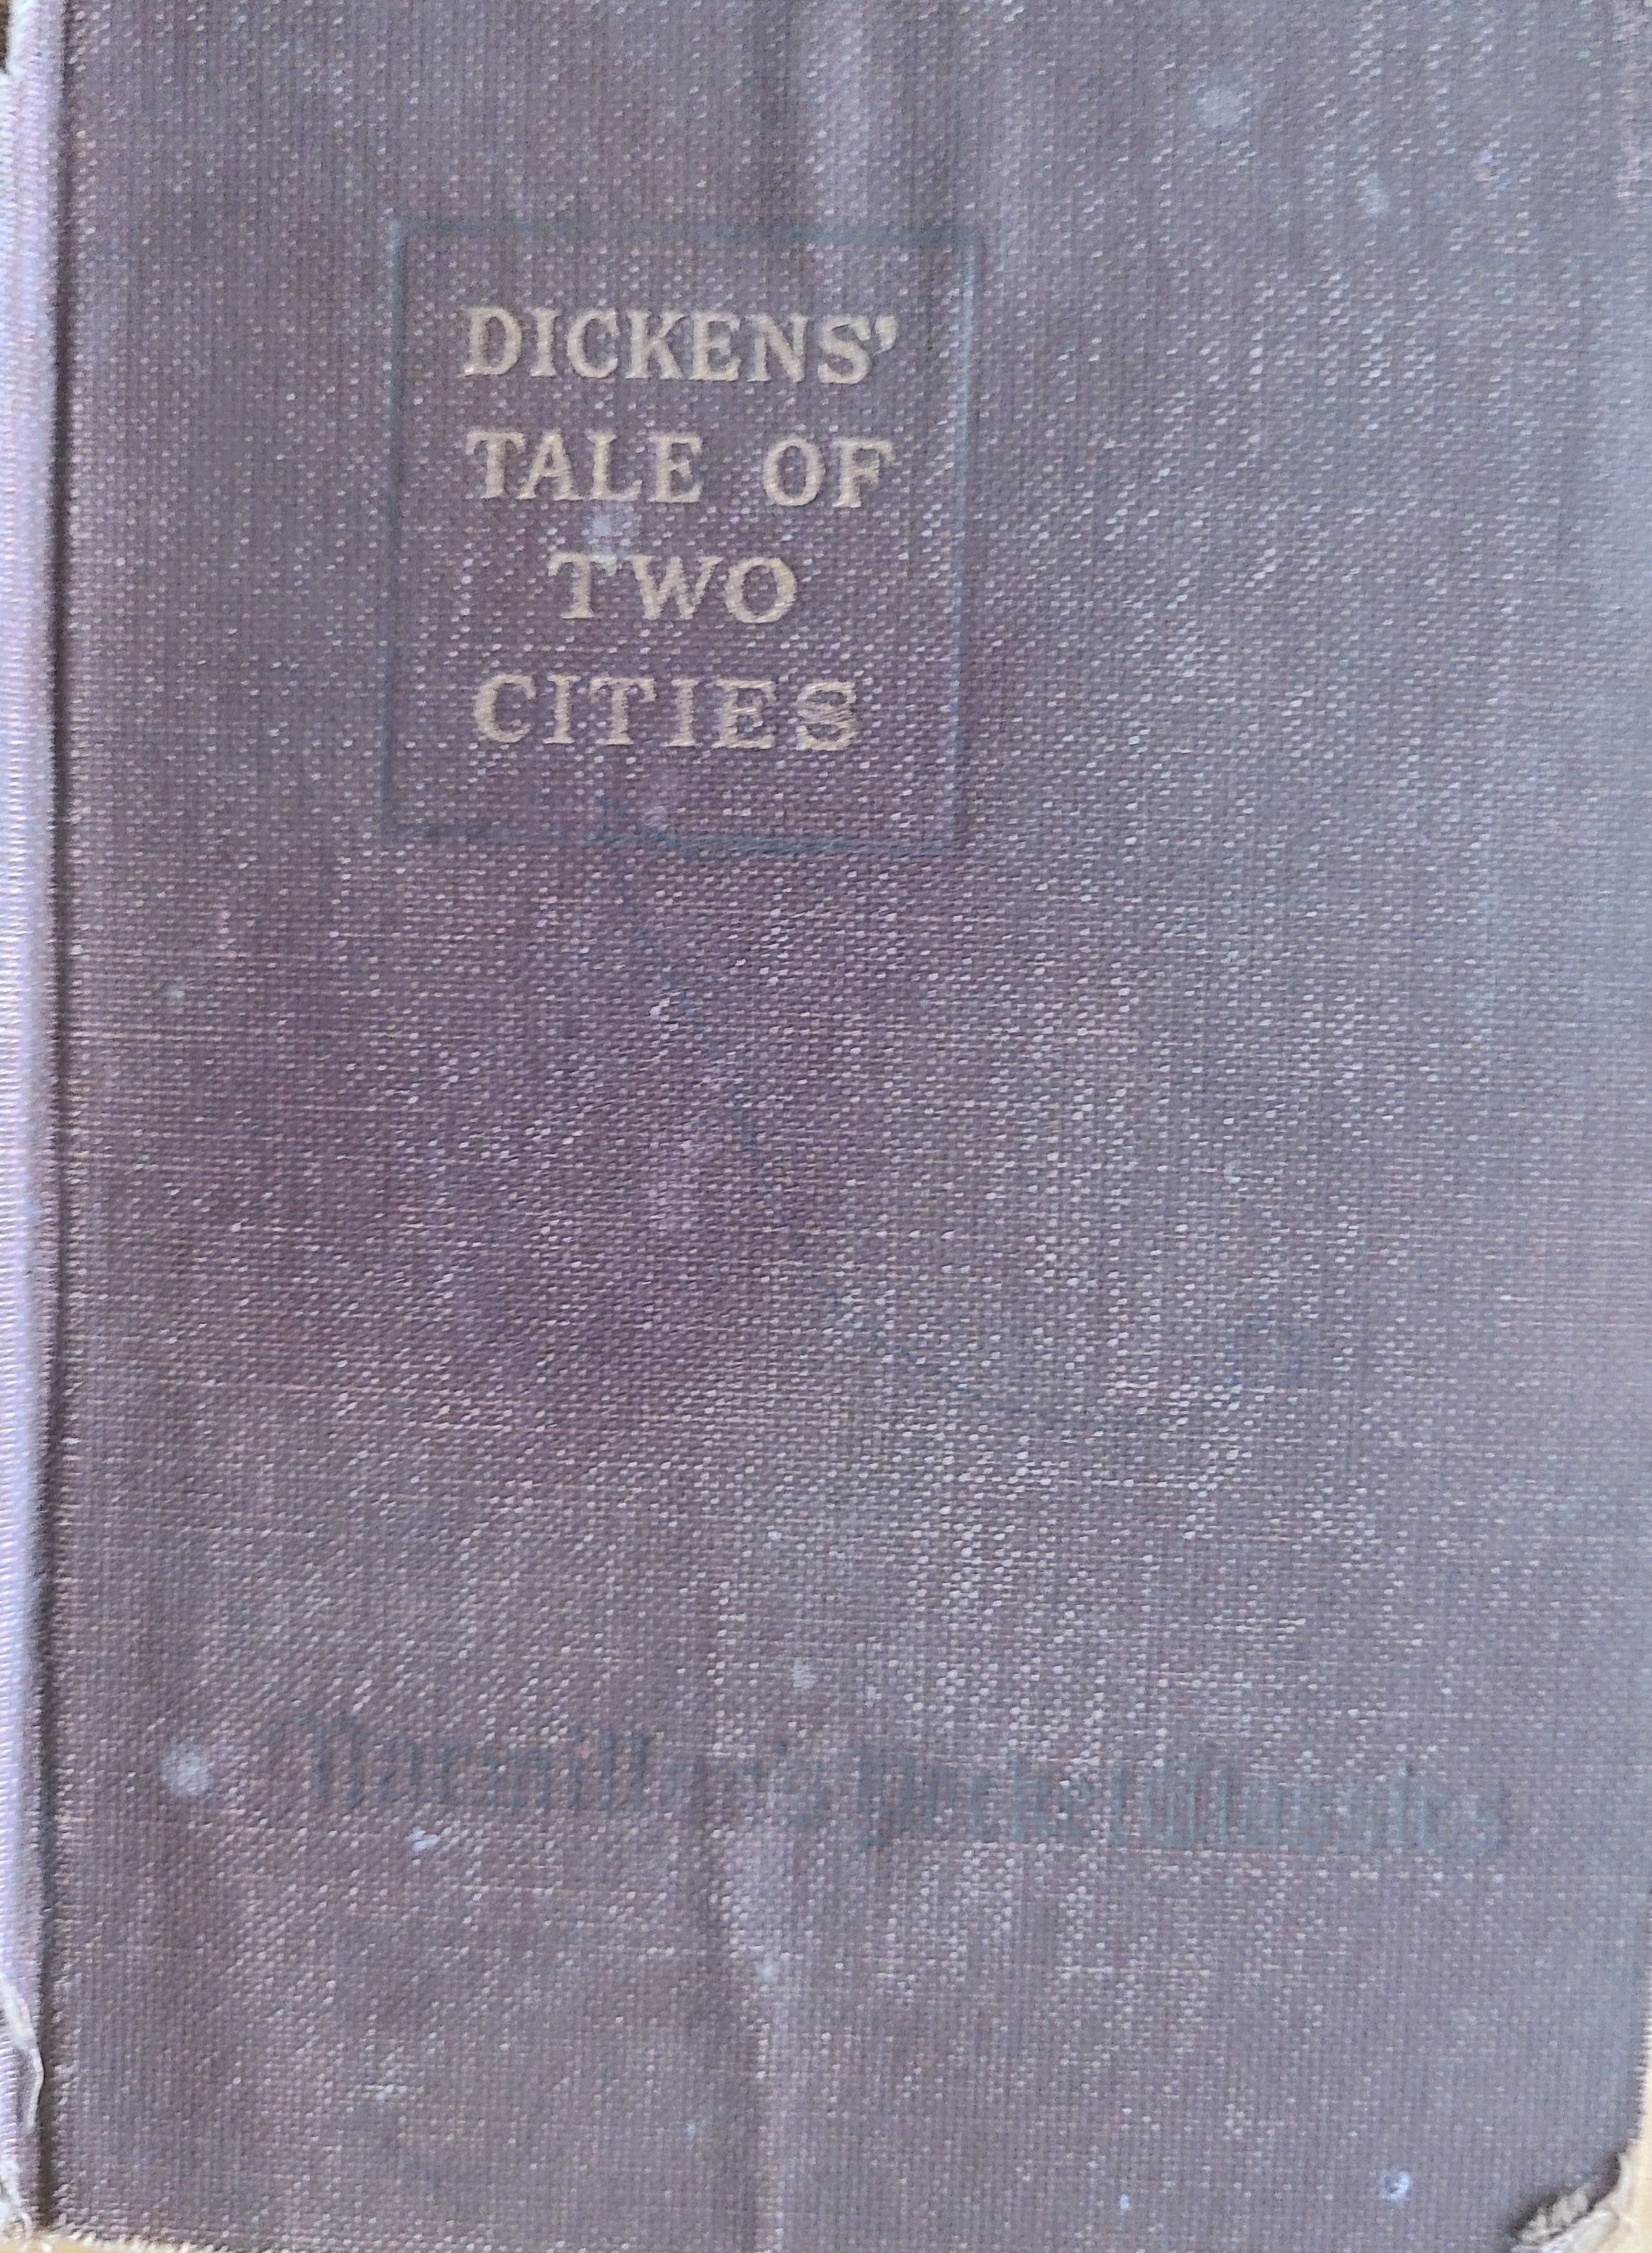 DICKENS'
TALE OF
TWO
CITIES
Macmillan's Pocket Classics